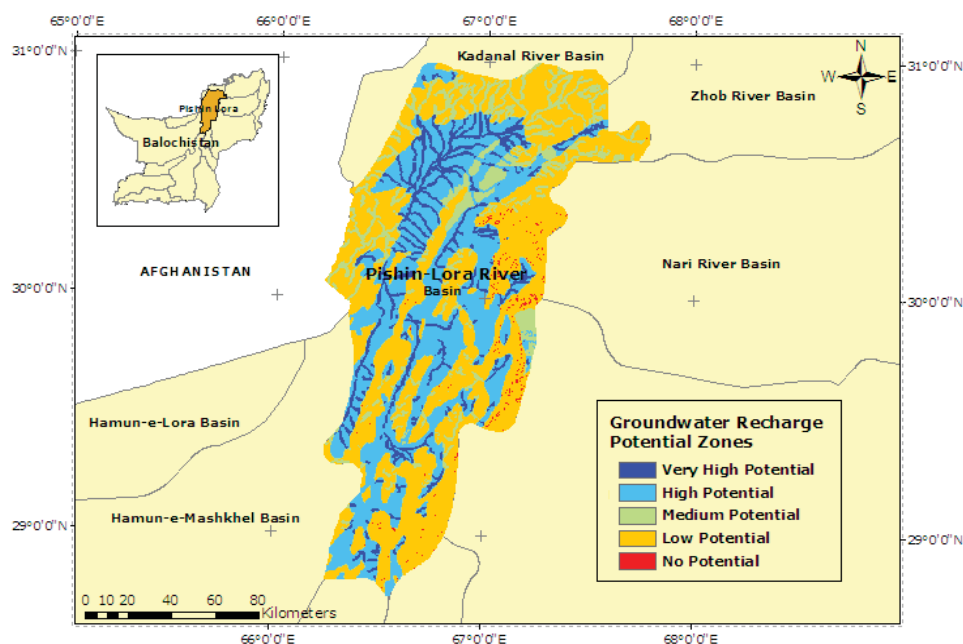 65°0'0"E
66°0'0"E
67°0'0"E
68°0'0"E
31°0'0"N
31°0'0"N
Kadanal River Basin
N
W
E
S
Zhob River Basin
Pishin Lora
Balochistan
AFGHANISTAN
Pishin-Lora River
Basin
Nari River Basin
30°0'0"N
30°0'0"N
Hamun-e-Lora Basin
Hamun-e-Mashkhel Basin
29°0'0"N
29°0'0"N
Groundwater Recharge
Potential Zones
Very High Potential
High Potential
Medium Potential
Low Potential
No Potential
0 10 20 40 60 80
Kilometers
66°0'0"E
67°0'0"E
68°0'0"E